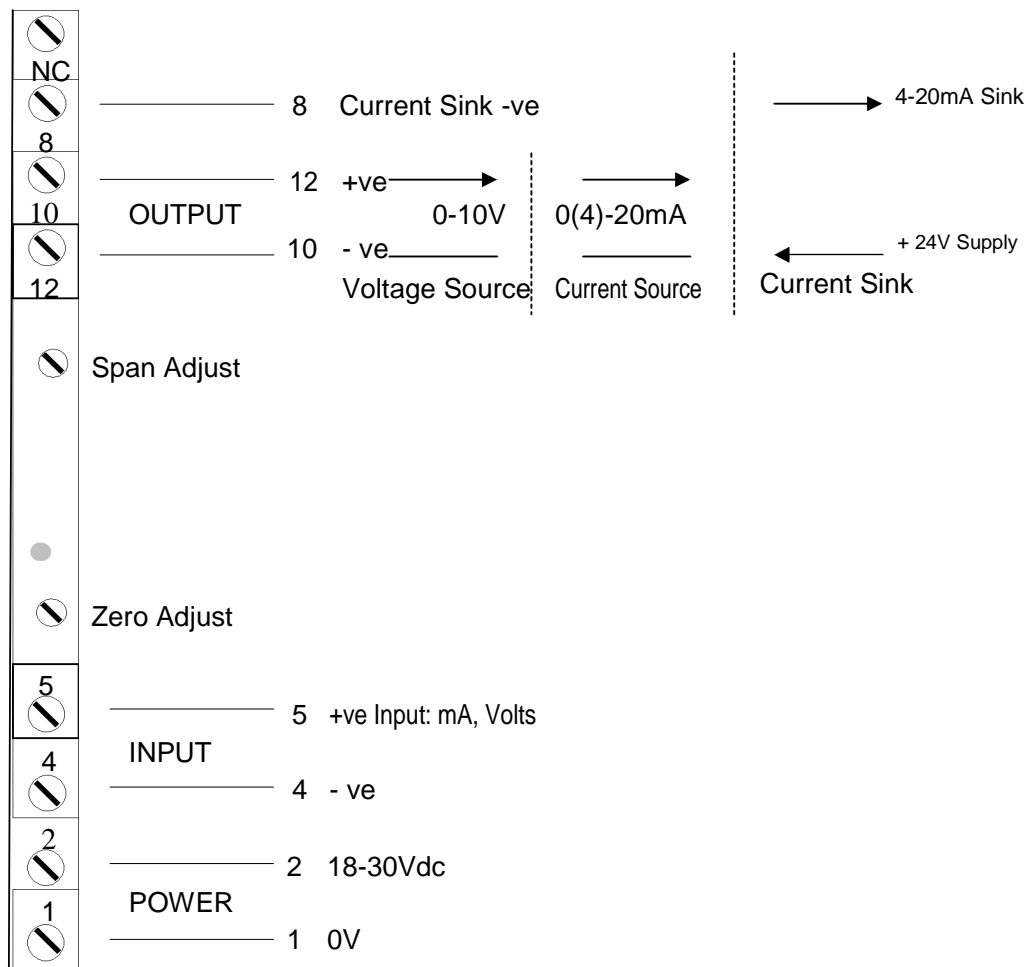 NC
8 Current Sink -ve 4-20mA Sink
8
12 +ve
10 OUTPUT 0-10V 0(4)-20mA
10 - ve + 24V Supply
12 Voltage Source Current Source Current Sink
Span Adjust
Zero Adjust
5
5 +ve Input: mA, Volts
INPUT
4
4 - ve
2
2 18-30Vdc
POWER
1
1 0V